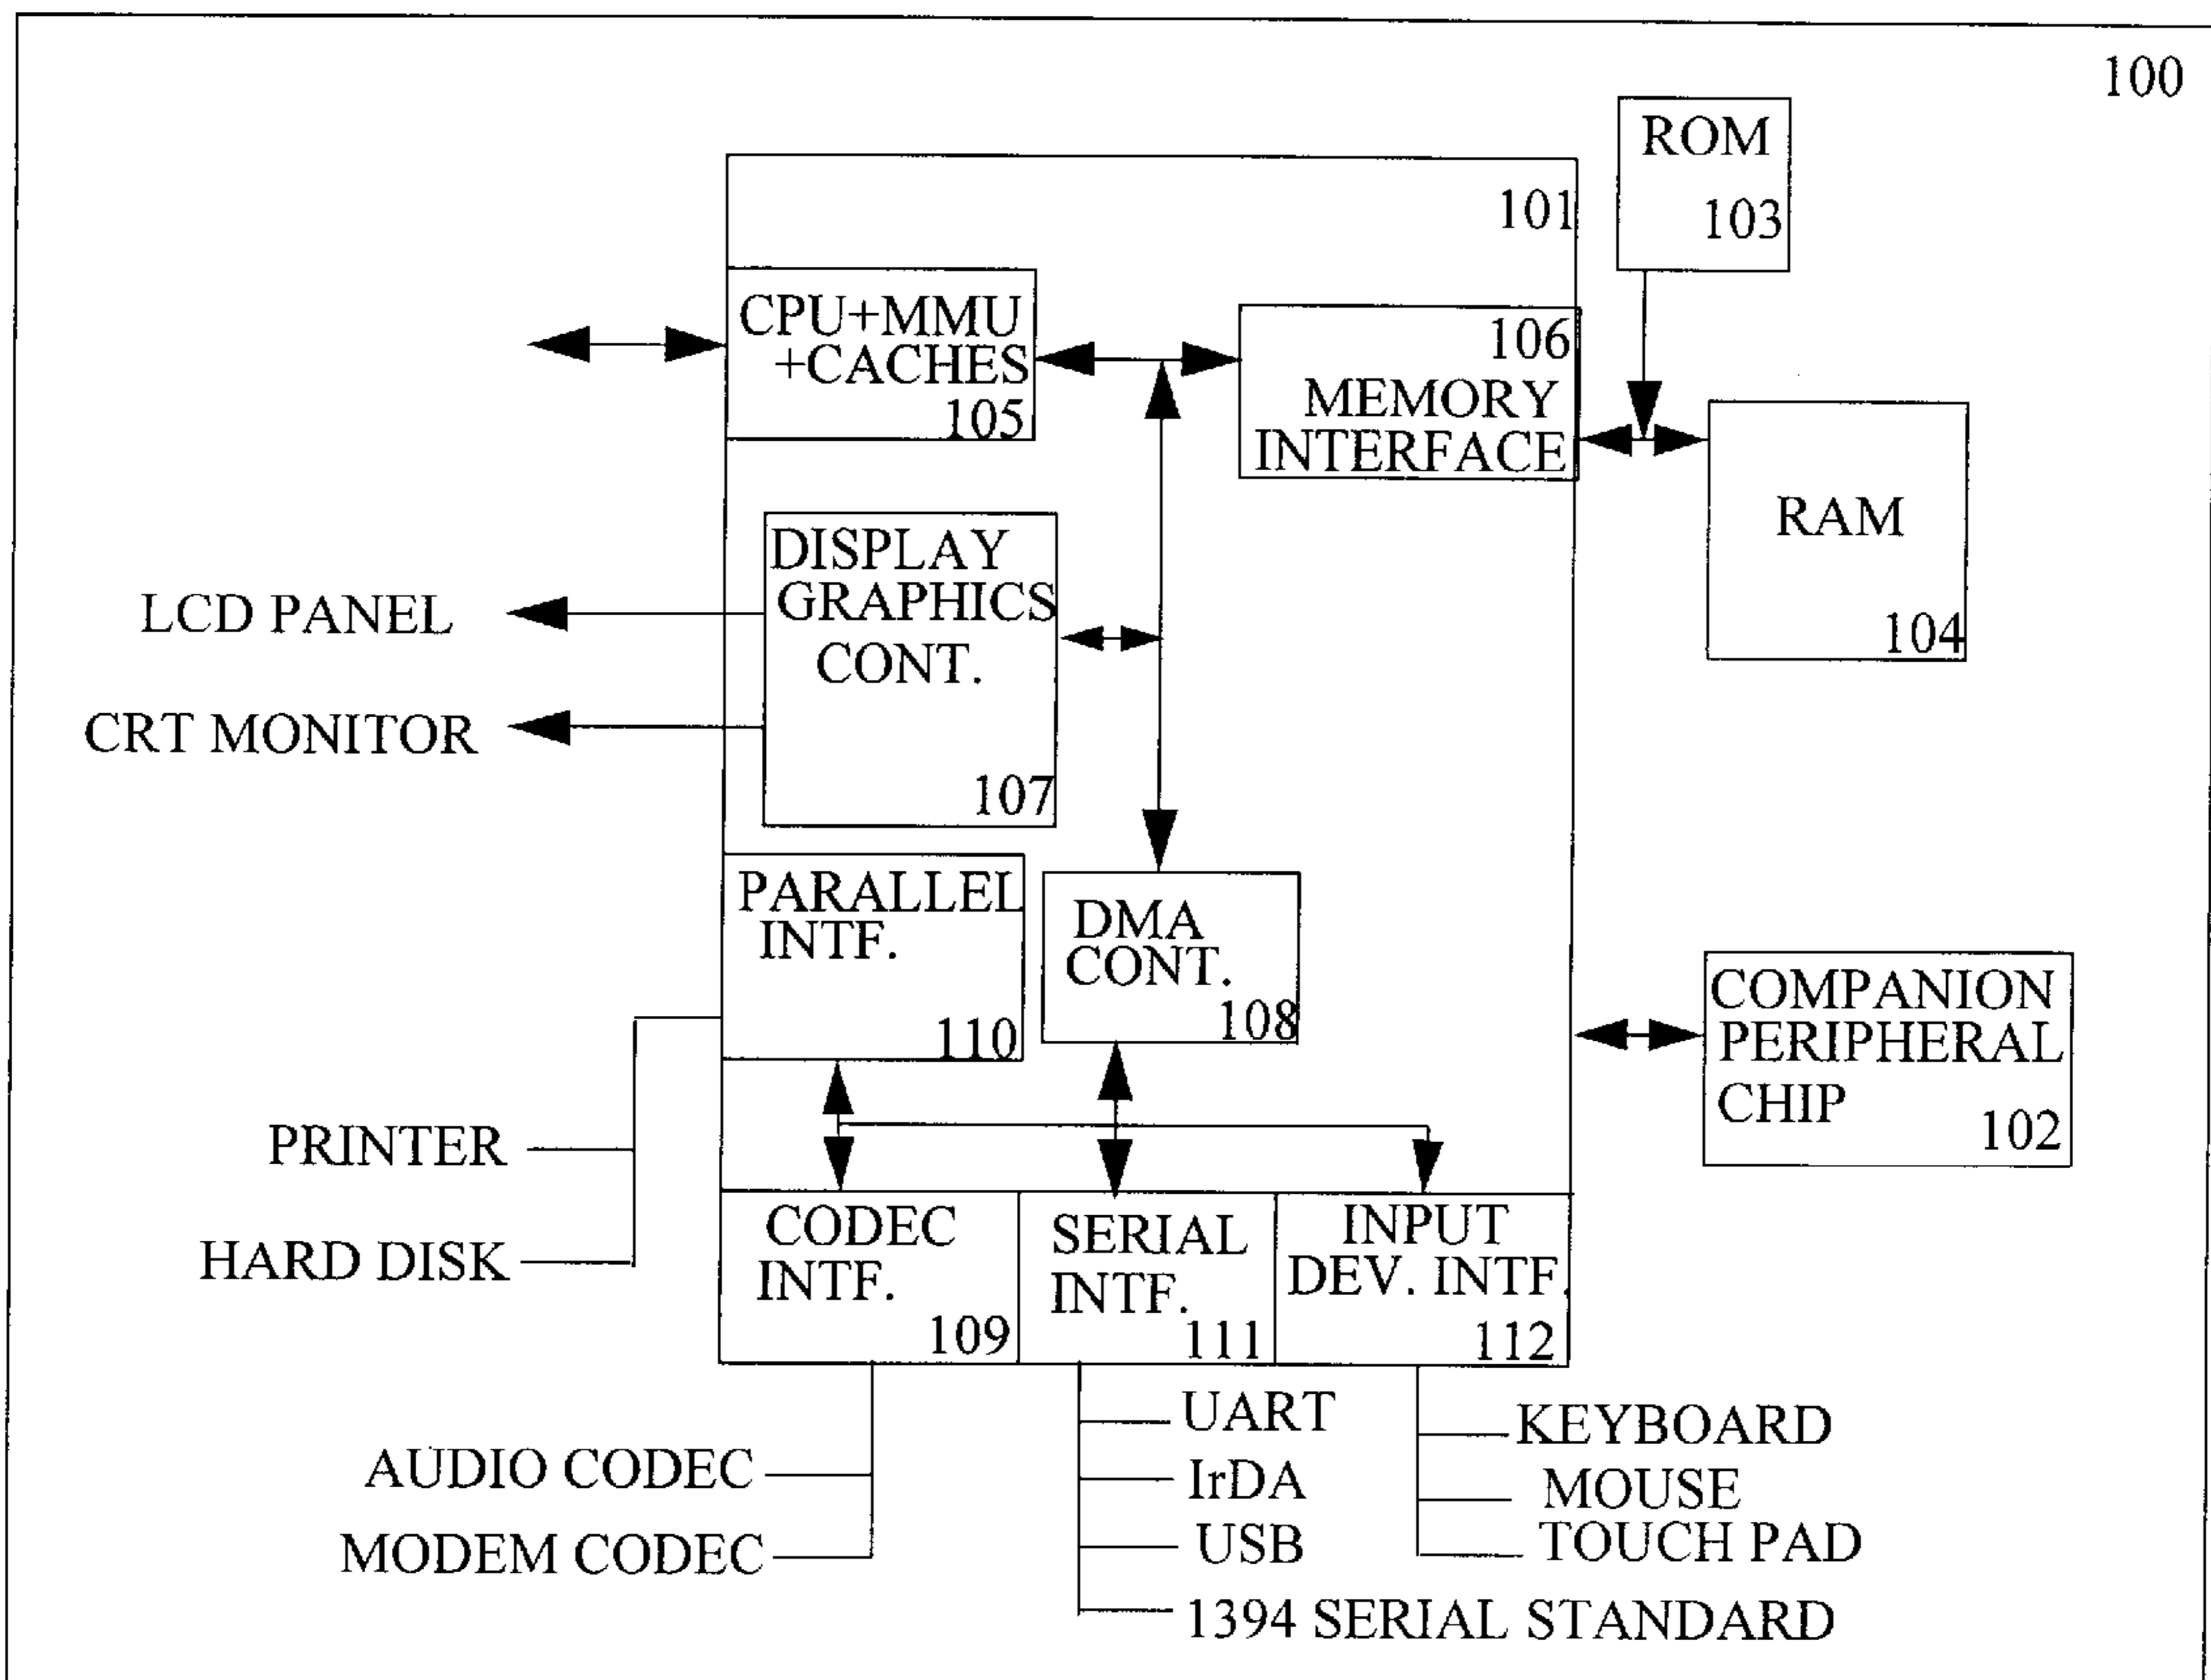 100
ROM
103
101
CPU+MMU
+CACHES
105
106
MEMORY
INTERFACE
RAM
104
DISPLAY
GRAPHICS
CONT.
107
LCD PANEL
CRT MONITOR
PARALLEL
INTF.
110
DMA
CONT.
108
COMPANION
PERIPHERAL
CHIP
102
PRINTER
HARD DISK
CODEC
INTF.
109
SERIAL
INTF.
111
INPUT
DEV. INTF.
112
AUDIO CODEC
MODEM CODEC
UART
IrDA
USB
1394 SERIAL STANDARD
KEYBOARD
MOUSE
TOUCH PAD